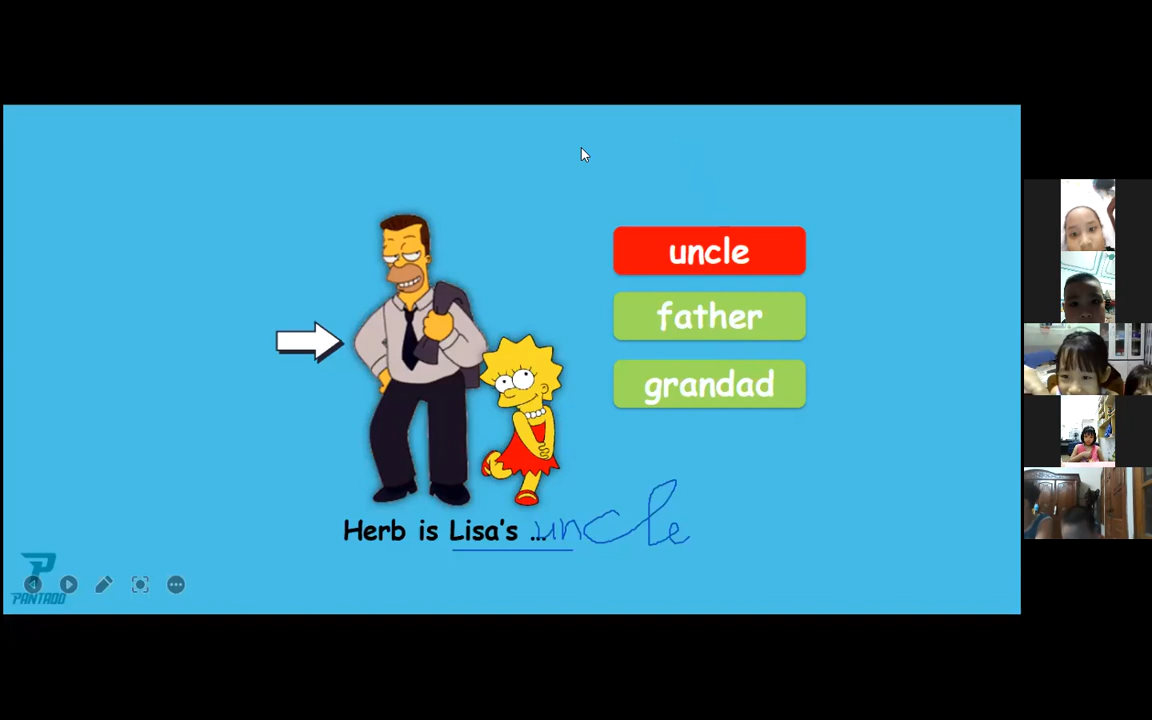 uncle
father
grandad
Herb is Lisa's ... uncle
PANTADO